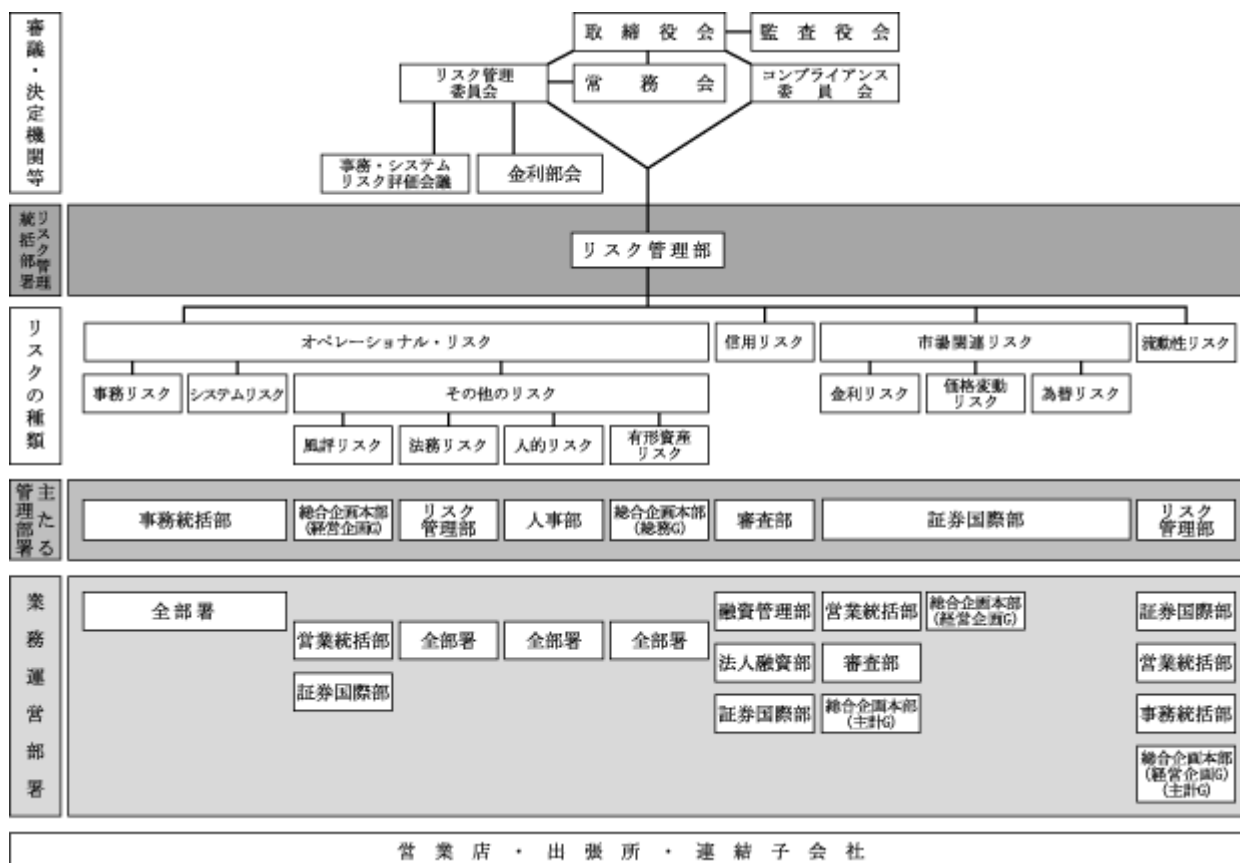 審議・決定機関等
取締役会
監査役会
リスク管理
委員会
常務会
コンプライアンス
委員会
事務・システム
リスク評価会議
金利部会
リスク管理
統括部署
リスク管理部
リスクの種類
オペレーショナル・リスク
信用リスク
市場関連リスク
流動性リスク
事務リスク
システムリスク
その他のリスク
金利リスク
価格変動
リスク
為替リスク
風評リスク
法務リスク
人的リスク
有形資産
リスク
主たる
管理部署
事務統括部
総合企画本部
(経営企画G)
リスク
管理部
人事部
総合企画本部
(総務G)
審査部
証券国際部
リスク
管理部
業務運営部署
全部署
営業統括部
証券国際部
全部署
全部署
全部署
融資管理部
法人融資部
証券国際部
営業統括部
審査部
総合企画本部
(主計G)
総合企画本部
(経営企画G)
証券国際部
営業統括部
事務統括部
総合企画本部
(経営企画G)
(主計G)
営業店・出張所・連結子会社